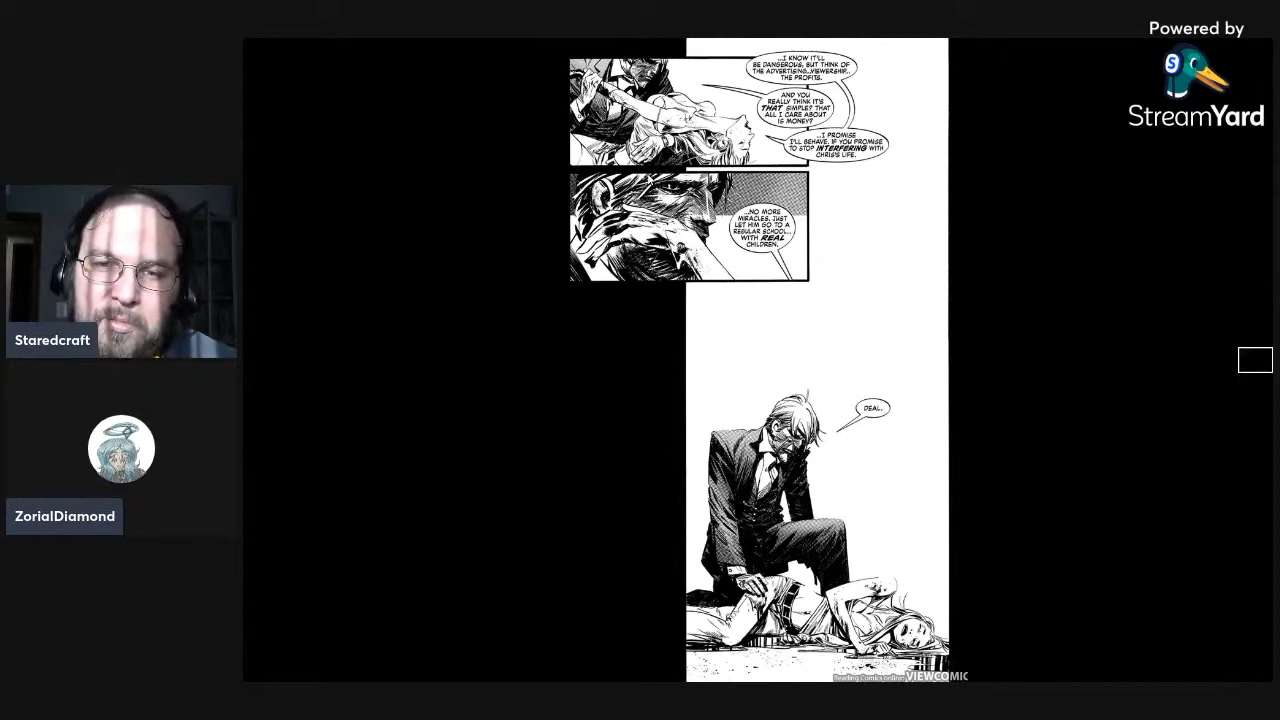 Powered by
StreamYard
...I KNOW IT'LL
BE DANGEROUS, BUT THINK OF
THE ADVERTISING...VIEWERSHIP...
THE PROFITS.
AND YOU
REALLY THINK IT'S
THAT SIMPLE? THAT
ALL I CARE ABOUT
IS MONEY?
...I PROMISE
I'LL BEHAVE. IF YOU PROMISE
TO STOP INTERFERING WITH
CHRIS'S LIFE.
...NO MORE
MIRACLES. JUST
LET HIM GO TO A
REGULAR SCHOOL...
WITH REAL
CHILDREN.
DEAL.
Staredcraft
ZorialDiamond
Reading Comics online: VIEWCOMIC